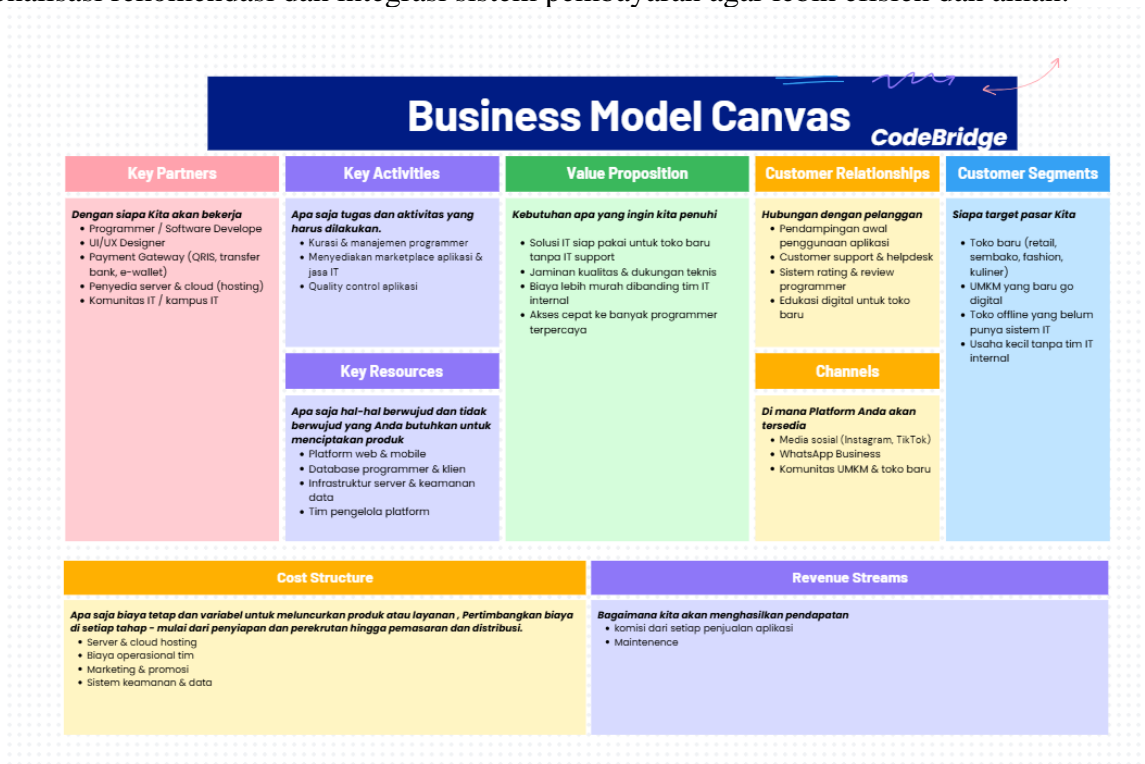 nalisasi rekomendasi dan integrasi sistem pembayaran agar lebih efisien dan aman.
Business Model Canvas
CodeBridge
Key Partners
Dengan siapa Kita akan bekerja
• Programmer / Software Develope
• UI/UX Designer
• Payment Gateway (QRIS, transfer
bank, e-wallet)
• Penyedia server & cloud (hosting)
• Komunitas IT / kampus IT
Key Activities
Apa saja tugas dan aktivitas yang
harus dilakukan.
• Kurasi & manajemen programmer
• Menyediakan marketplace aplikasi &
jasa IT
• Quality control aplikasi
Key Resources
Apa saja hal-hal berwujud dan tidak
berwujud yang Anda butuhkan untuk
menciptakan produk
• Platform web & mobile
• Database programmer & klien
• Infrastruktur server & keamanan
data
• Tim pengelola platform
Value Proposition
Kebutuhan apa yang ingin kita penuhi
• Solusi IT siap pakai untuk toko baru
tanpa IT support
• Jaminan kualitas & dukungan teknis
• Biaya lebih murah dibanding tim IT
internal
• Akses cepat ke banyak programmer
terpercaya
Customer Relationships
Hubungan dengan pelanggan
• Pendampingan awal
penggunaan aplikasi
• Customer support & helpdesk
• Sistem rating & review
programmer
• Edukasi digital untuk toko
baru
Channels
Di mana Platform Anda akan
tersedia
• Media sosial (Instagram, TikTok)
• WhatsApp Business
• Komunitas UMKM & toko baru
Customer Segments
Siapa target pasar Kita
• Toko baru (retail,
sembako, fashion,
kuliner)
• UMKM yang baru go
digital
• Toko offline yang belum
punya sistem IT
• Usaha kecil tanpa tim IT
internal
Cost Structure
Apa saja biaya tetap dan variabel untuk meluncurkan produk atau layanan , Pertimbangkan biaya
di setiap tahap - mulai dari penyiapan dan perekrutan hingga pemasaran dan distribusi.
• Server & cloud hosting
• Biaya operasional tim
• Marketing & promosi
• Sistem keamanan & data
Revenue Streams
Bagaimana kita akan menghasilkan pendapatan
• komisi dari setiap penjualan aplikasi
• Maintenence